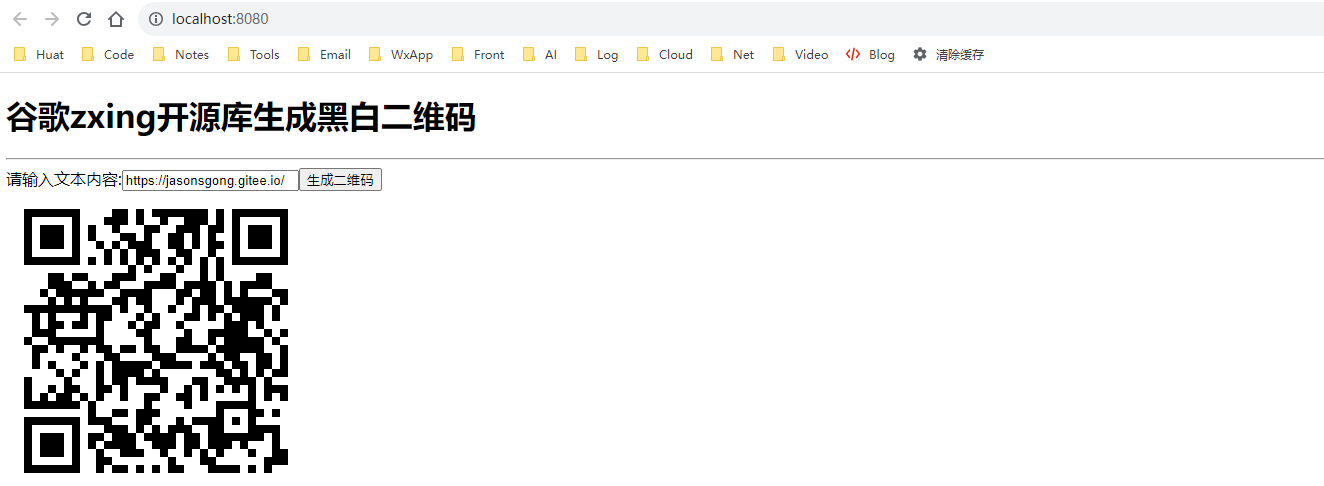 localhost:8080
Huat Code Notes Tools Email WxApp Front AI Log Cloud Net Video Blog 清除缓存
谷歌zxing开源库生成黑白二维码
请输入文本内容:https://jasonsgong.gitee.io/ 生成二维码